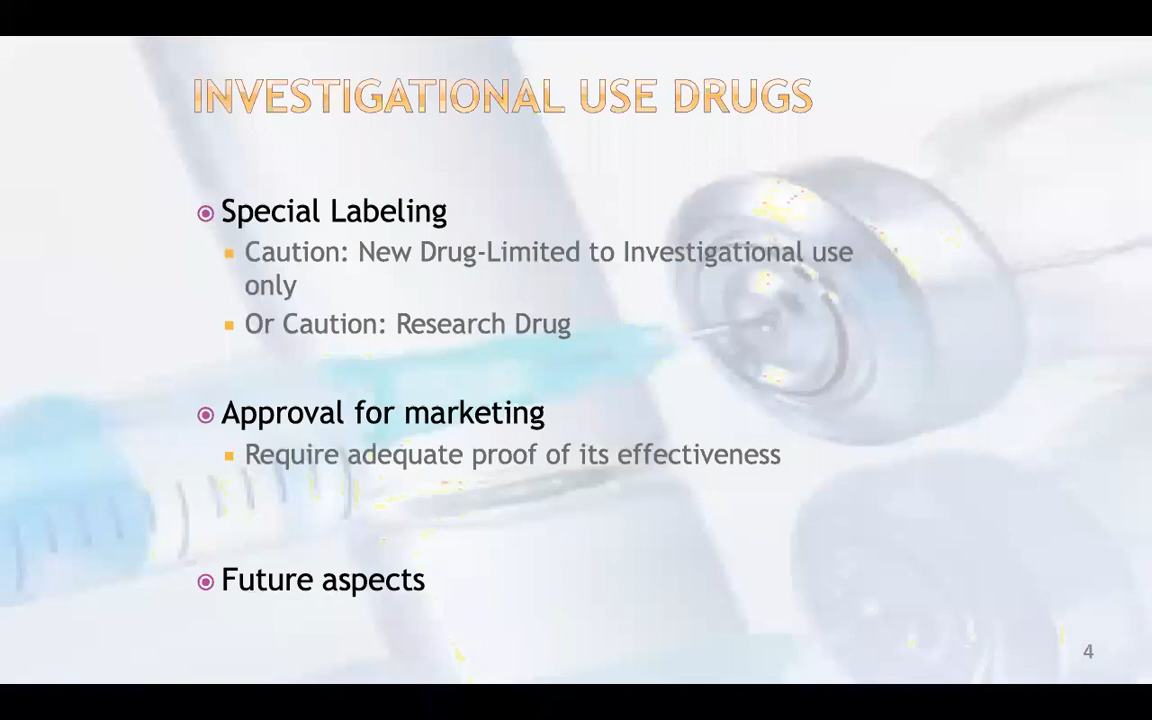 INVESTIGATIONAL USE DRUGS
Special Labeling
Caution: New Drug-Limited to Investigational use
only
Or Caution: Research Drug
Approval for marketing
Require adequate proof of its effectiveness
Future aspects
4